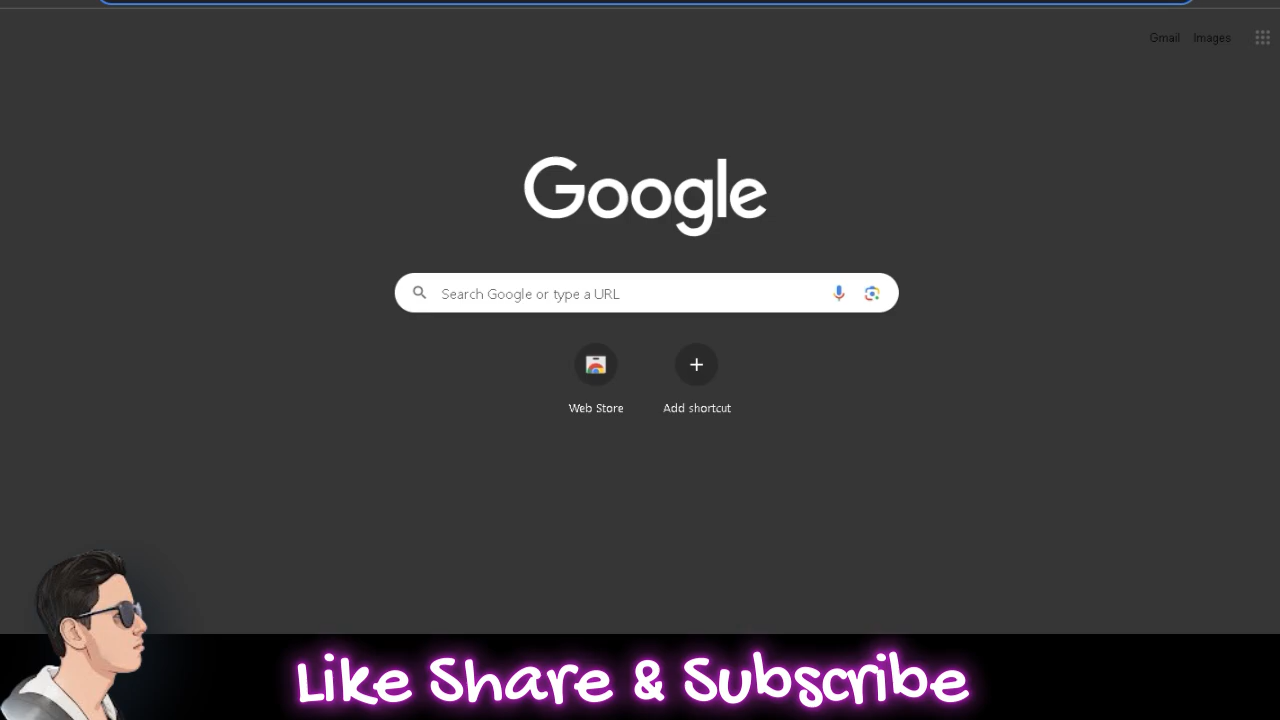 Gmail Images
Google
Search Google or type a URL
Web Store Add shortcut
Like Share & Subscribe